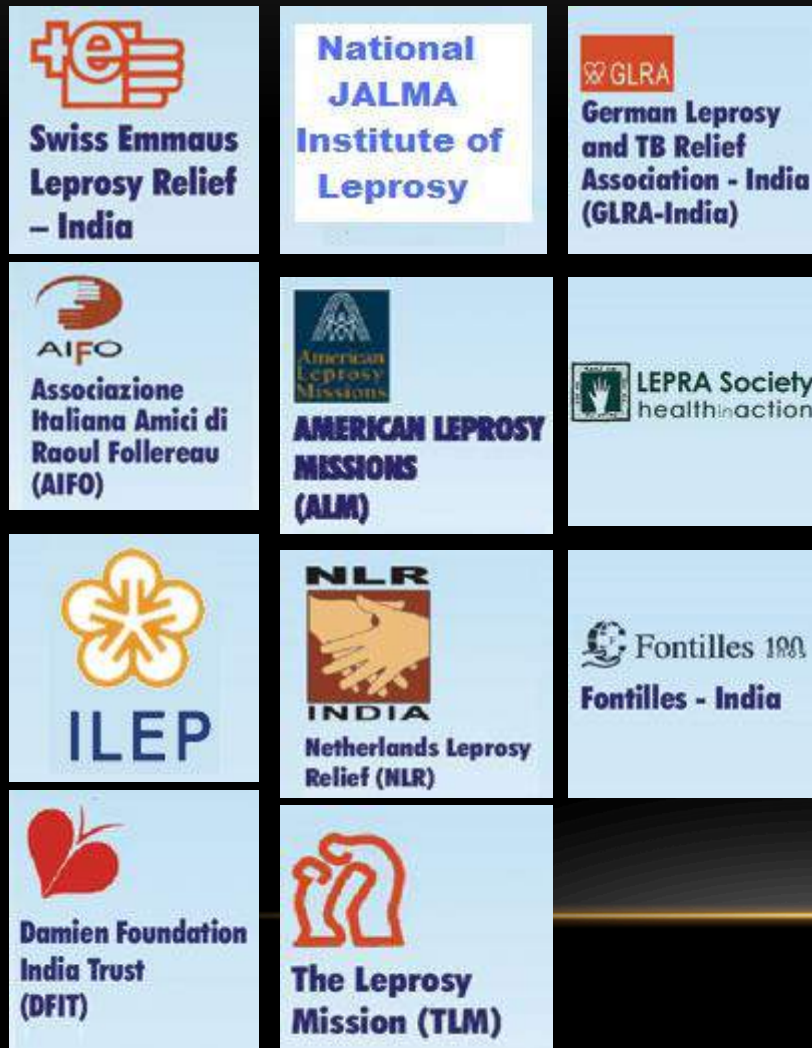 Swiss Emmaus
Leprosy Relief
– India
National
JALMA
Institute of
Leprosy
GLRA
German Leprosy
and TB Relief
Association - India
(GLRA-India)
AIFO
Associazione
Italiana Amici di
Raoul Follereau
(AIFO)
American
Leprosy
Missions
AMERICAN LEPROSY
MISSIONS
(ALM)
LEPRA Society
healthinaction
ILEP
NLR
INDIA
Netherlands Leprosy
Relief (NLR)
Fontilles
Fontilles - India
Damien Foundation
India Trust
(DFIT)
The Leprosy
Mission (TLM)